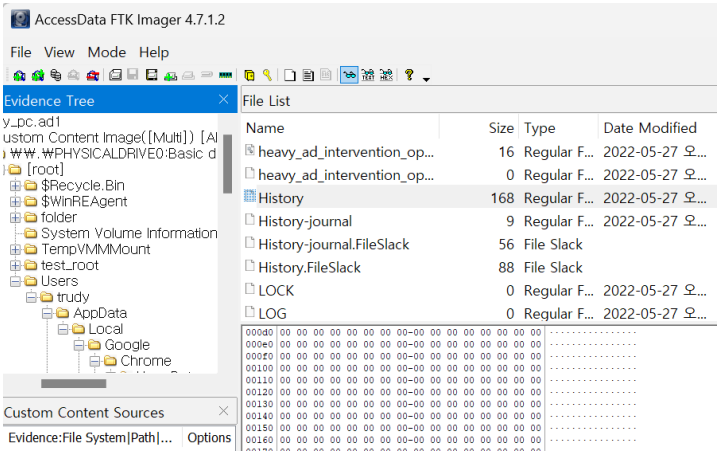 AccessData FTK Imager 4.7.1.2
File View Mode Help
Evidence Tree
y_pc.ad1
ustom Content Image([Multi]) [Al
₩₩.₩PHYSICALDRIVE0:Basic d
[root]
$Recycle.Bin
$WinREAgent
folder
System Volume Information
TempVMMMount
test_root
Users
trudy
AppData
Local
Google
Chrome
Custom Content Sources
Evidence:File System|Path|... Options
File List
Name Size Type Date Modified
heavy_ad_intervention_op... 16 Regular F... 2022-05-27 오...
heavy_ad_intervention_op... 0 Regular F... 2022-05-27 오...
History 168 Regular F... 2022-05-27 오...
History-journal 9 Regular F... 2022-05-27 오...
History-journal.FileSlack 56 File Slack
History.FileSlack 88 File Slack
LOCK 0 Regular F... 2022-05-27 오...
LOG 0 Regular F... 2022-05-27 오...
000d0 00 00 00 00 00 00 00 00-00 00 00 00 00 00 00 00 ················
000e0 00 00 00 00 00 00 00 00-00 00 00 00 00 00 00 00 ················
000f0 00 00 00 00 00 00 00 00-00 00 00 00 00 00 00 00 ················
00100 00 00 00 00 00 00 00 00-00 00 00 00 00 00 00 00 ················
00110 00 00 00 00 00 00 00 00-00 00 00 00 00 00 00 00 ················
00120 00 00 00 00 00 00 00 00-00 00 00 00 00 00 00 00 ················
00130 00 00 00 00 00 00 00 00-00 00 00 00 00 00 00 00 ················
00140 00 00 00 00 00 00 00 00-00 00 00 00 00 00 00 00 ················
00150 00 00 00 00 00 00 00 00-00 00 00 00 00 00 00 00 ················
00160 00 00 00 00 00 00 00 00-00 00 00 00 00 00 00 00 ················